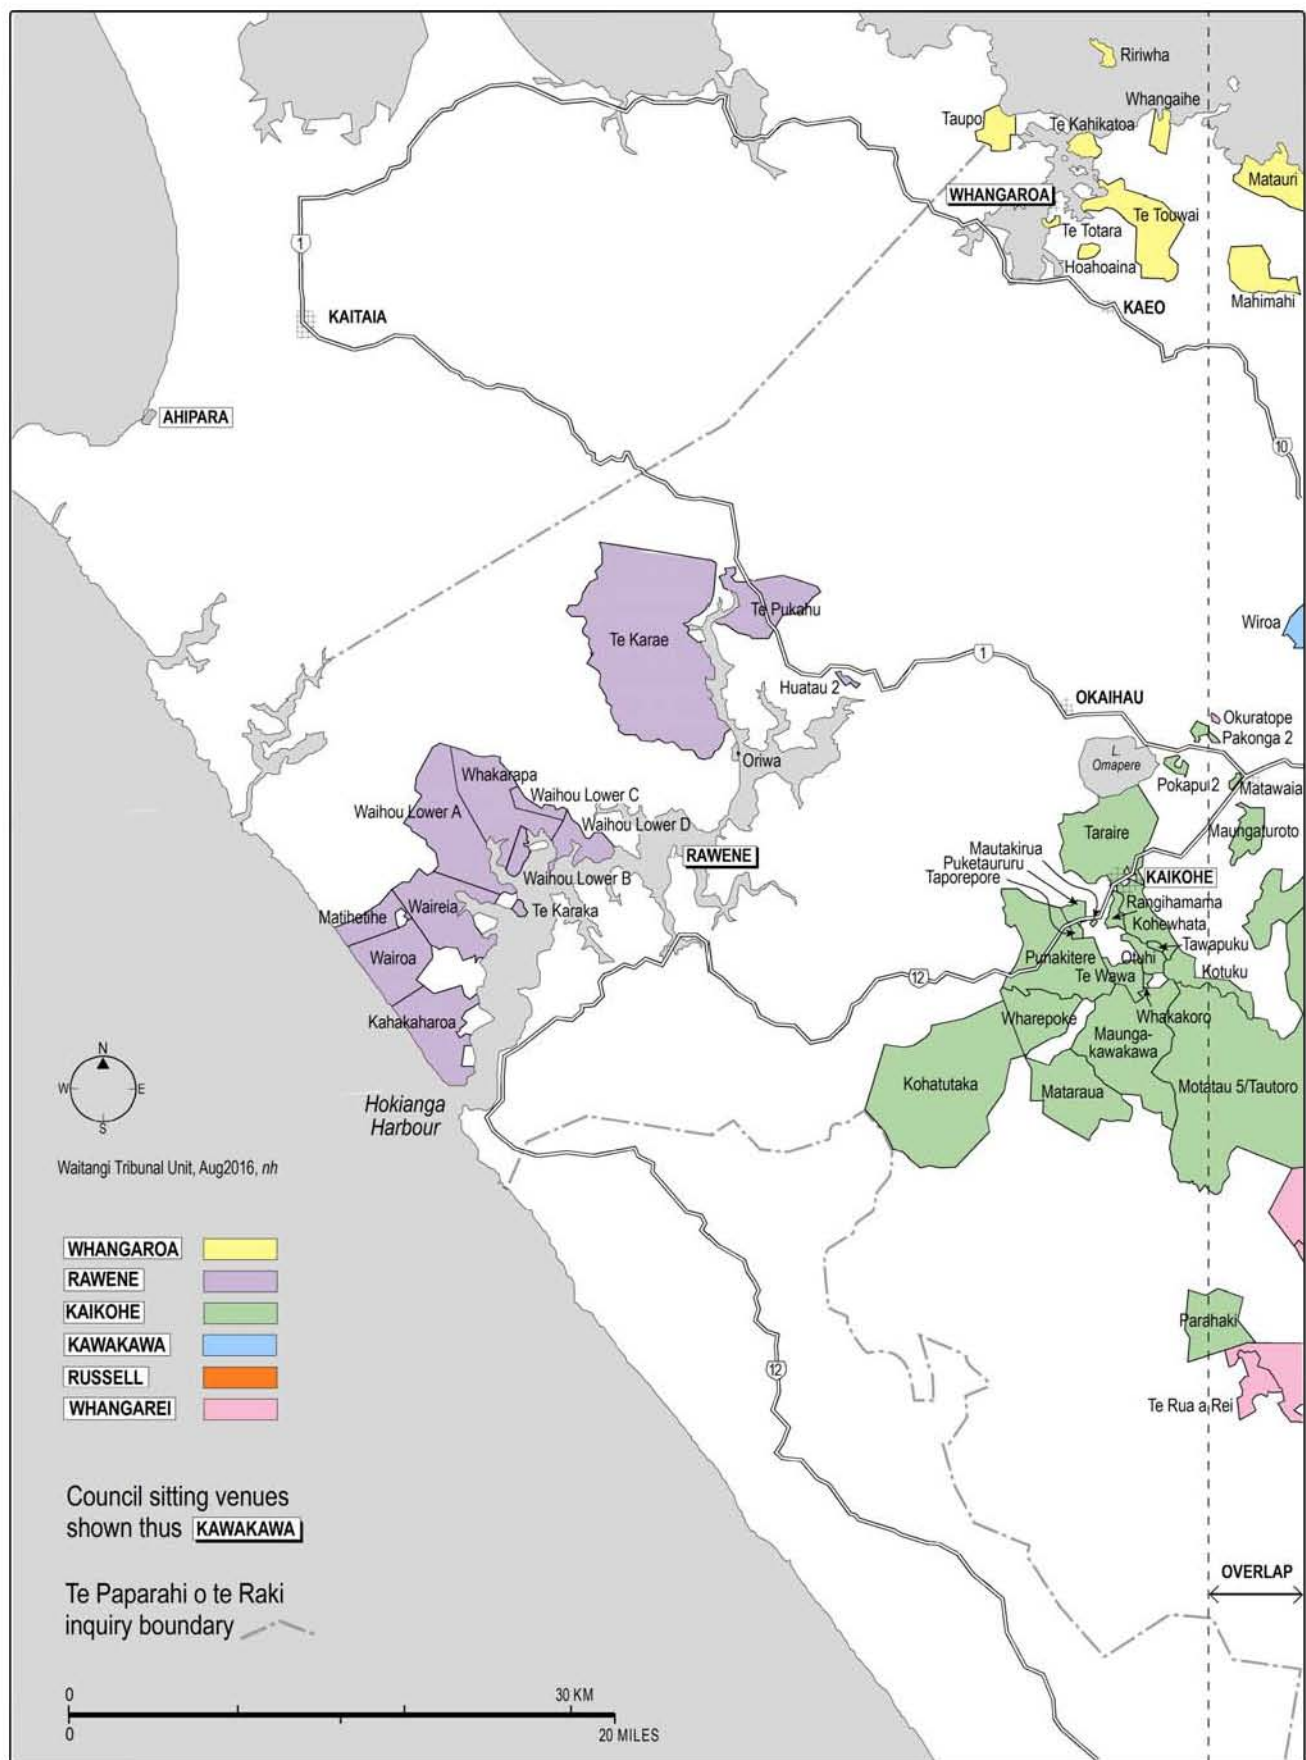 Ririwha
Whangaihe
Taupo
Te Kahikatoa
Matauri
WHANGAROA
Te Touwai
Te Totara
Hoahoaina
Mahimahi
1
KAITAIA
KAEO
AHIPARA
10
Te Pukahu
Wiroa
Te Karae
1
Huatau 2
OKAIHAU
Okuratope
Pakonga 2
L.
Omapere
Oriwa
Whakarapa
Pokapui 2
Matawaia
Waihou Lower C
Waihou Lower A
Waihou Lower D
Taraire
Maungaturoto
Mautakirua
RAWENE
Puketaururu
Taporepore
KAIKOHE
Waihou Lower B
Rangihamama
Waireia
Te Karaka
Matihetihe
Kohewhata
Tawapuku
Wairoa
Punakitere
Otuhi
Kotuku
12
Te Wawa
Kahakaharoa
Wharepoke
Whakakoro
Maunga-
kawakawa
N
W
E
S
Kohatutaka
Mataraua
Motatau 5/Tautoro
Hokianga
Harbour
Waitangi Tribunal Unit, Aug2016, nh
WHANGAROA
RAWENE
KAIKOHE
KAWAKAWA
RUSSELL
WHANGAREI
Parahaki
12
Te Rua a Rei
Council sitting venues
shown thus KAWAKAWA
OVERLAP
Te Paparahi o te Raki
inquiry boundary
0
30 KM
0
20 MILES